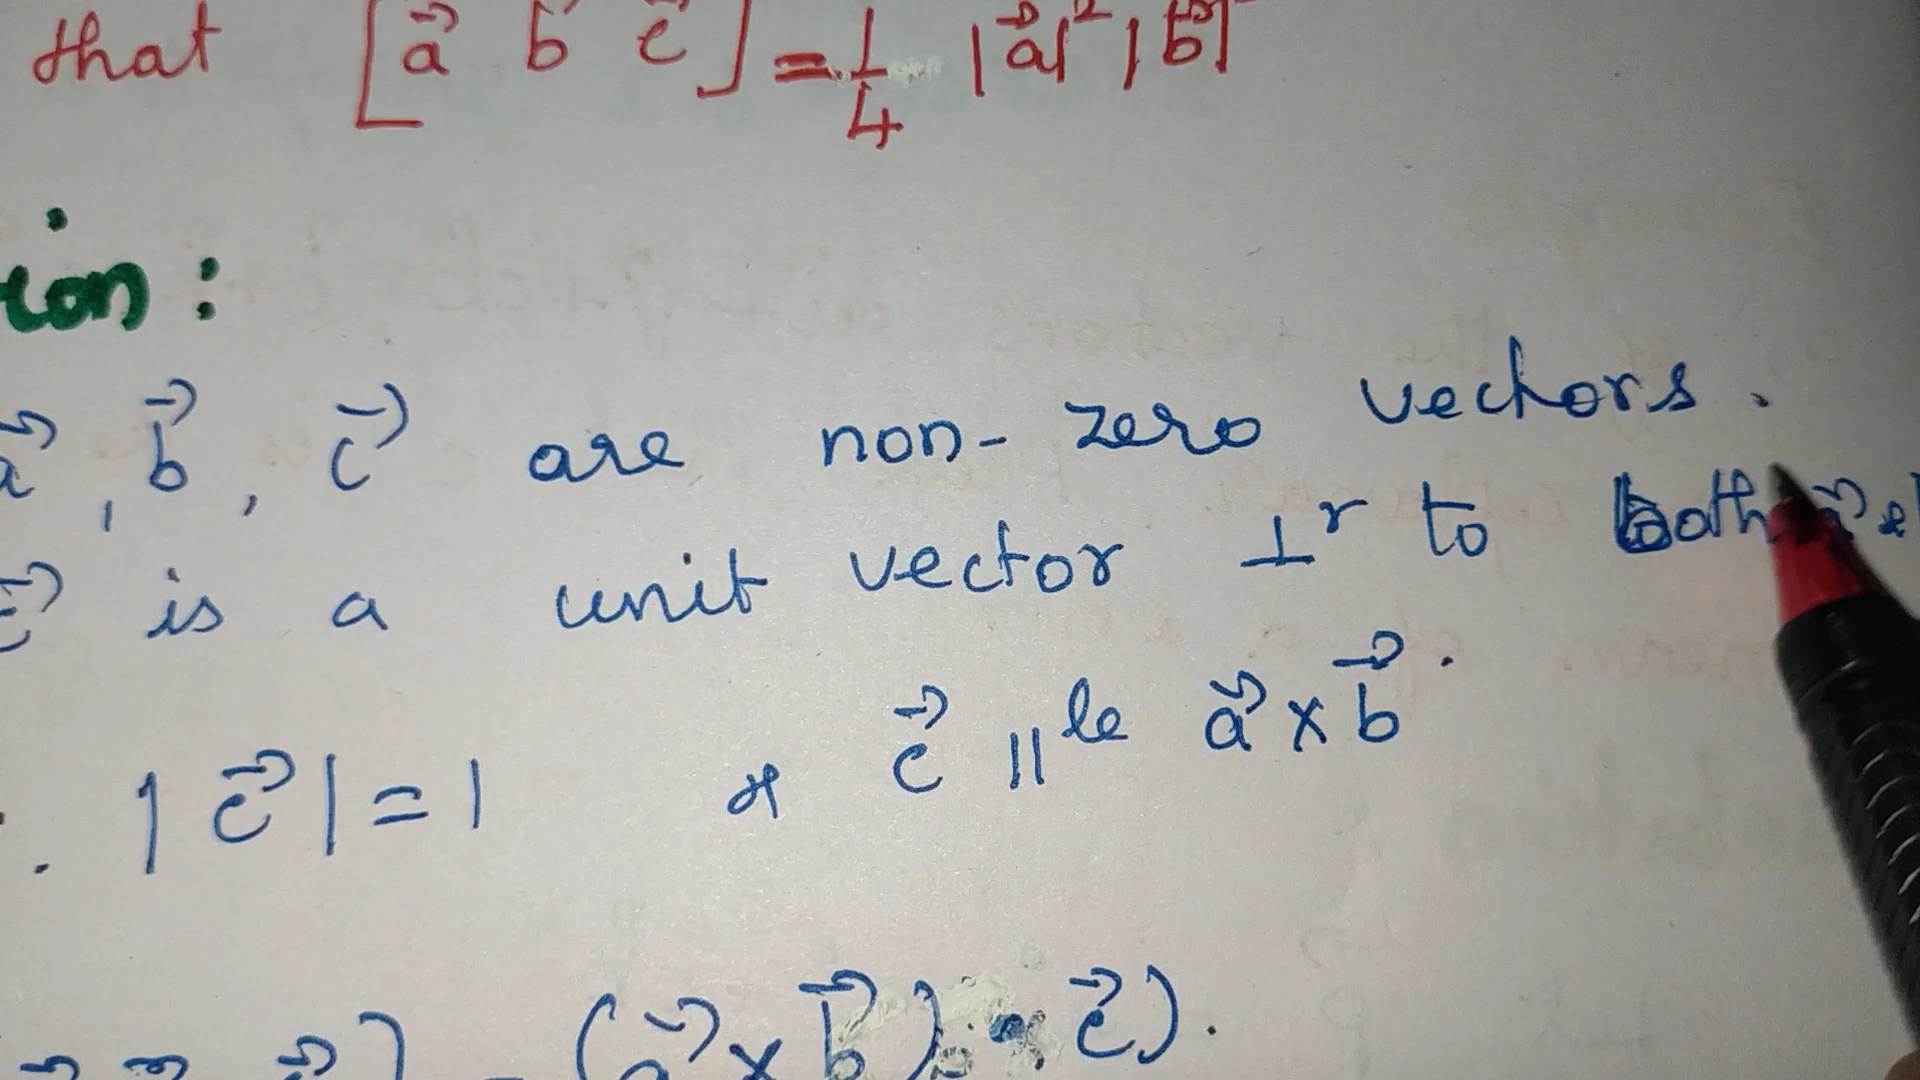 that [a⃗ b⃗ c⃗] = 1/4 |a⃗|² |b⃗|
ion :
a⃗, b⃗, c⃗ are non-zero vectors.
c⃗ is a unit vector ⊥ʳ to both a⃗ &
. |c⃗| = 1 & c⃗ ||le a⃗ × b⃗.
(a⃗ × b⃗) · c⃗).